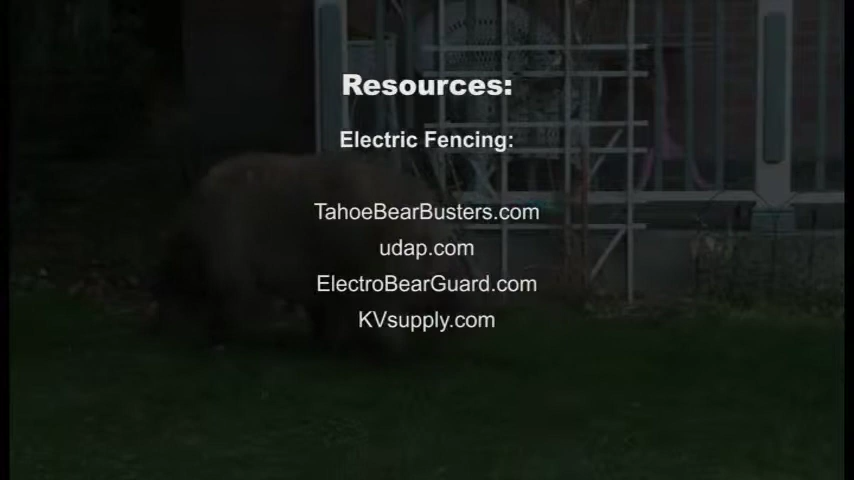 Resources:
Electric Fencing:
TahoeBearBusters.com
udap.com
ElectroBearGuard.com
KVsupply.com